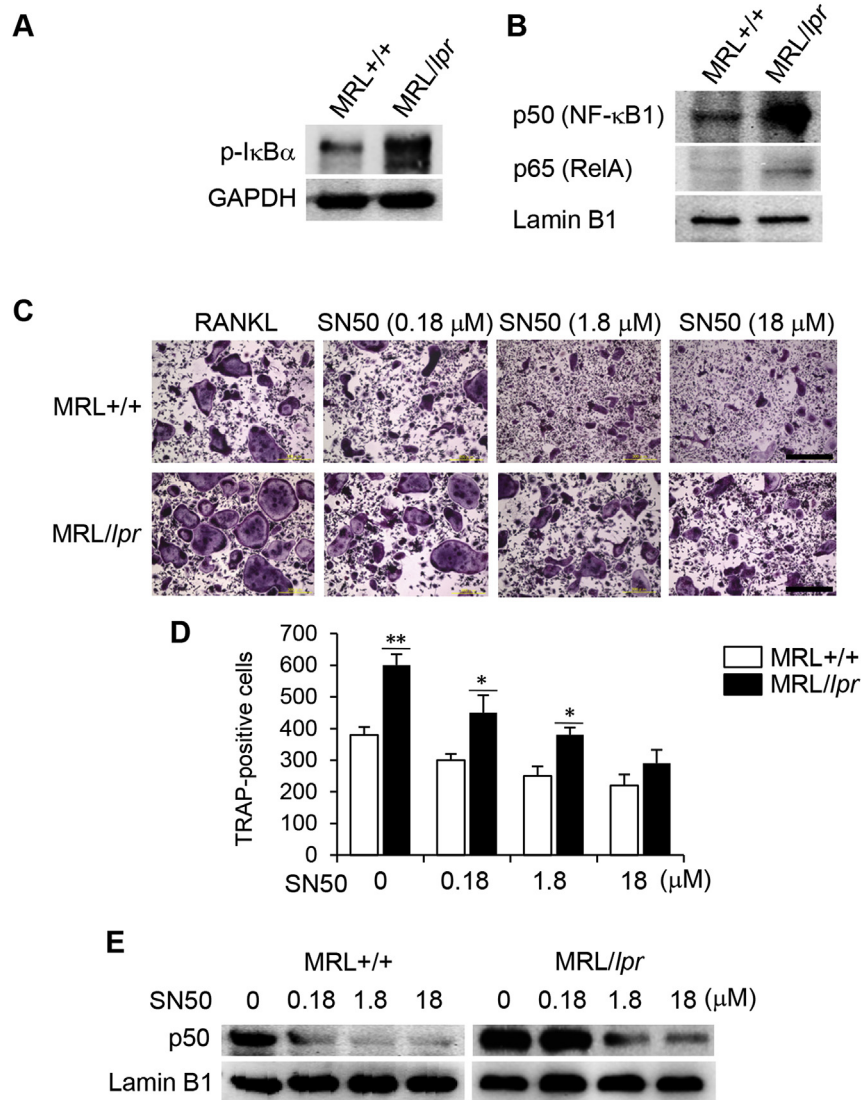 A
MRL+/+ MRL/lpr
p-IκBα
GAPDH
B
MRL+/+ MRL/lpr
p50 (NF-κB1)
p65 (RelA)
Lamin B1
C
RANKL SN50 (0.18 μM) SN50 (1.8 μM) SN50 (18 μM)
MRL+/+
MRL/lpr
D
TRAP-positive cells
700
600
500
400
300
200
100
0
** * *
MRL+/+
MRL/lpr
SN50 0 0.18 1.8 18 (μM)
E
MRL+/+ MRL/lpr
SN50 0 0.18 1.8 18 0 0.18 1.8 18 (μM)
p50
Lamin B1